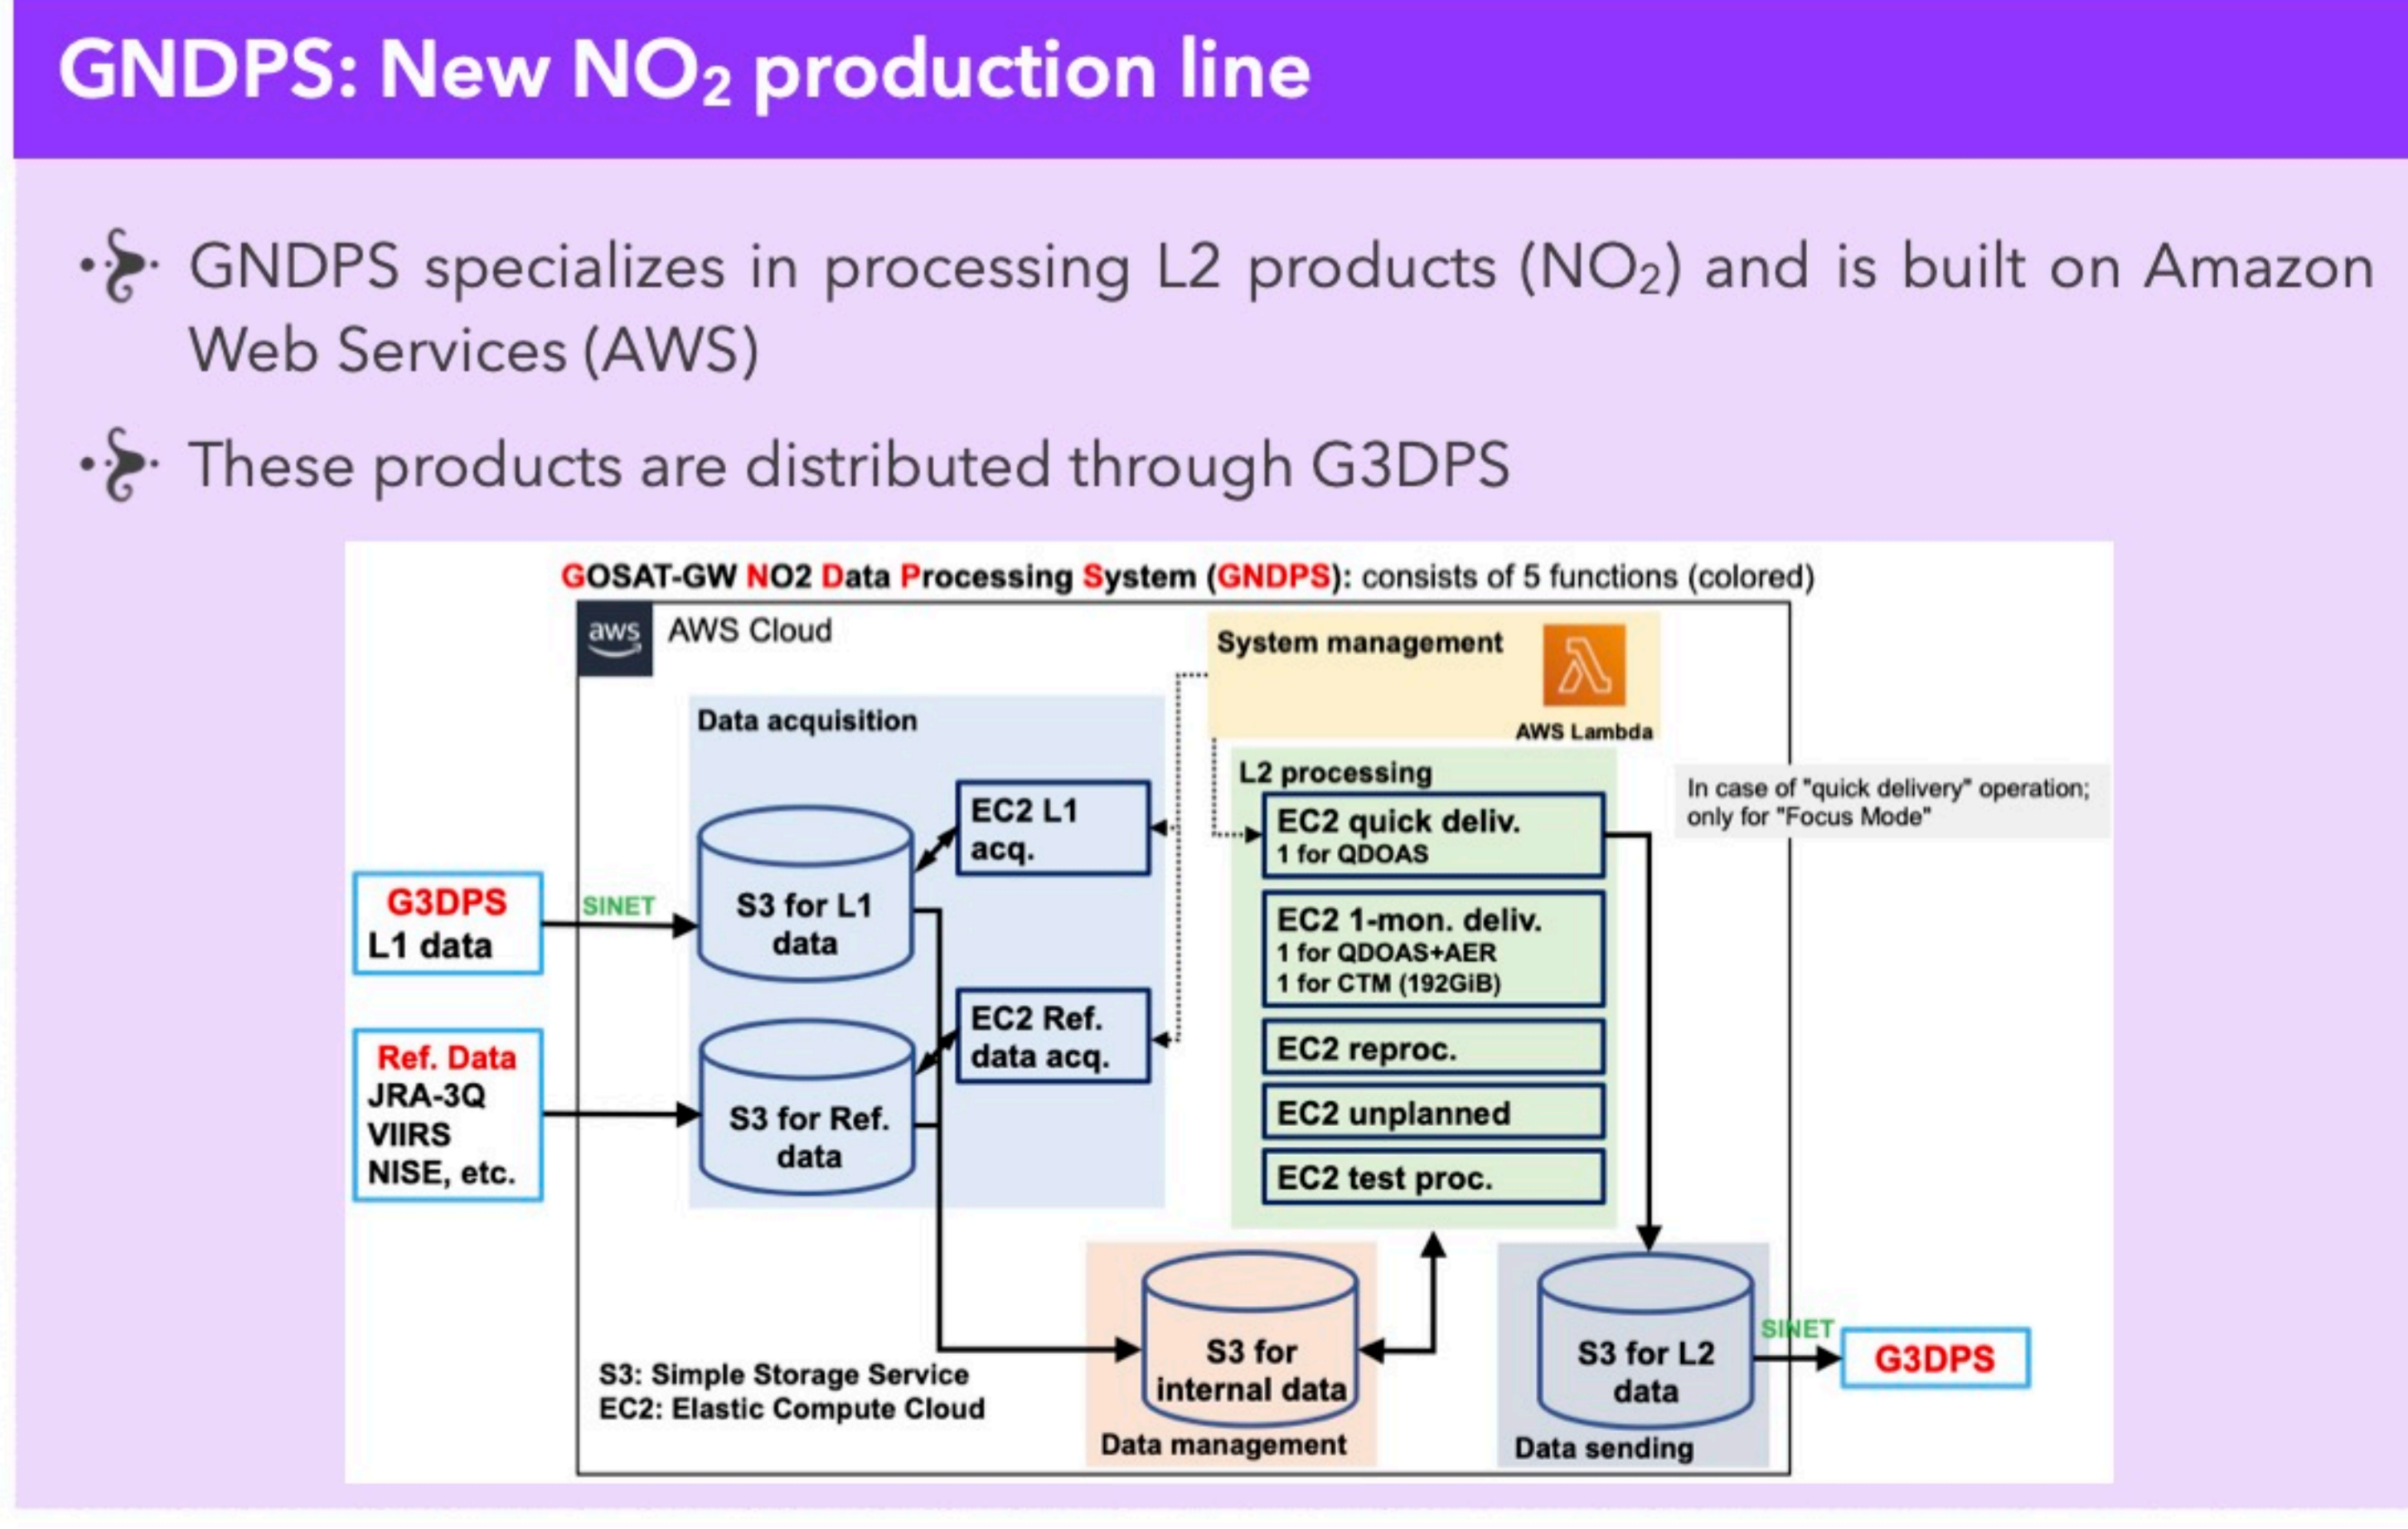 GNDPS: New NO₂ production line
GNDPS specializes in processing L2 products (NO₂) and is built on Amazon
Web Services (AWS)
These products are distributed through G3DPS
GOSAT-GW NO2 Data Processing System (GNDPS): consists of 5 functions (colored)
aws
AWS Cloud
System management
AWS Lambda
Data acquisition
EC2 L1
acq.
S3 for L1
data
G3DPS
L1 data
SINET
EC2 Ref.
data acq.
S3 for Ref.
data
Ref. Data
JRA-3Q
VIIRS
NISE, etc.
L2 processing
EC2 quick deliv.
1 for QDOAS
EC2 1-mon. deliv.
1 for QDOAS+AER
1 for CTM (192GiB)
EC2 reproc.
EC2 unplanned
EC2 test proc.
In case of "quick delivery" operation;
only for "Focus Mode"
S3: Simple Storage Service
EC2: Elastic Compute Cloud
S3 for
internal data
Data management
S3 for L2
data
Data sending
SINET
G3DPS